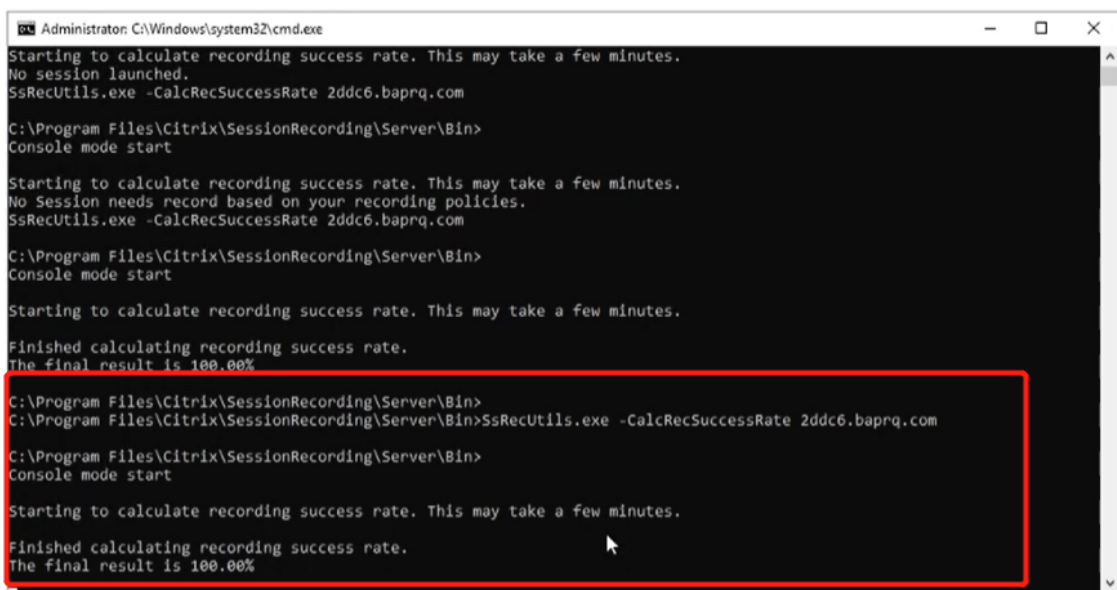 Administrator: C:\Windows\system32\cmd.exe
Starting to calculate recording success rate. This may take a few minutes.
No session launched.
SsRecUtils.exe -CalcRecSuccessRate 2ddc6.baprq.com
C:\Program Files\Citrix\SessionRecording\Server\Bin>
Console mode start
Starting to calculate recording success rate. This may take a few minutes.
No Session needs record based on your recording policies.
SsRecUtils.exe -CalcRecSuccessRate 2ddc6.baprq.com
C:\Program Files\Citrix\SessionRecording\Server\Bin>
Console mode start
Starting to calculate recording success rate. This may take a few minutes.
Finished calculating recording success rate.
The final result is 100.00%
C:\Program Files\Citrix\SessionRecording\Server\Bin>
C:\Program Files\Citrix\SessionRecording\Server\Bin>SsRecUtils.exe -CalcRecSuccessRate 2ddc6.baprq.com
C:\Program Files\Citrix\SessionRecording\Server\Bin>
Console mode start
Starting to calculate recording success rate. This may take a few minutes.
Finished calculating recording success rate.
The final result is 100.00%